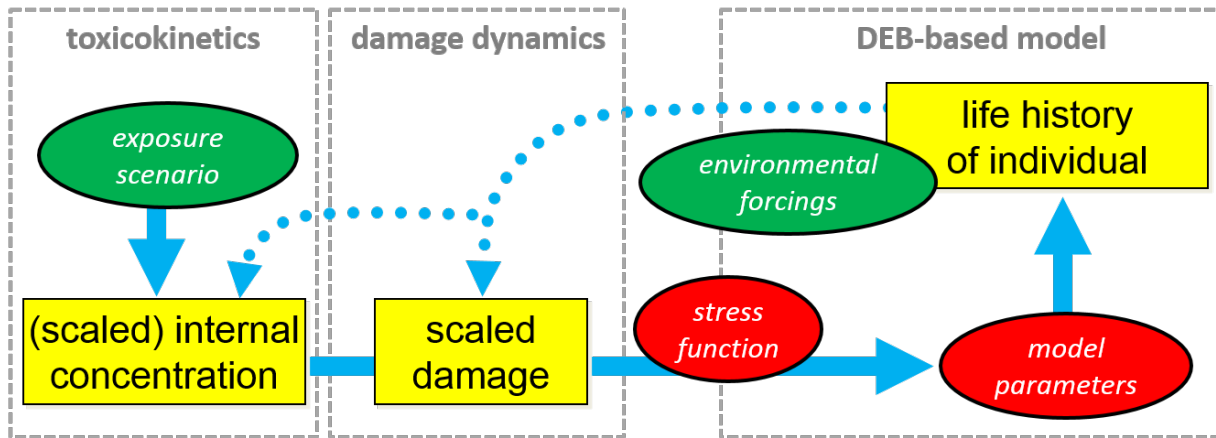 toxicokinetics
damage dynamics
DEB-based model
exposure
scenario
life history
of individual
environmental
forcings
(scaled) internal
concentration
scaled
damage
stress
function
model
parameters